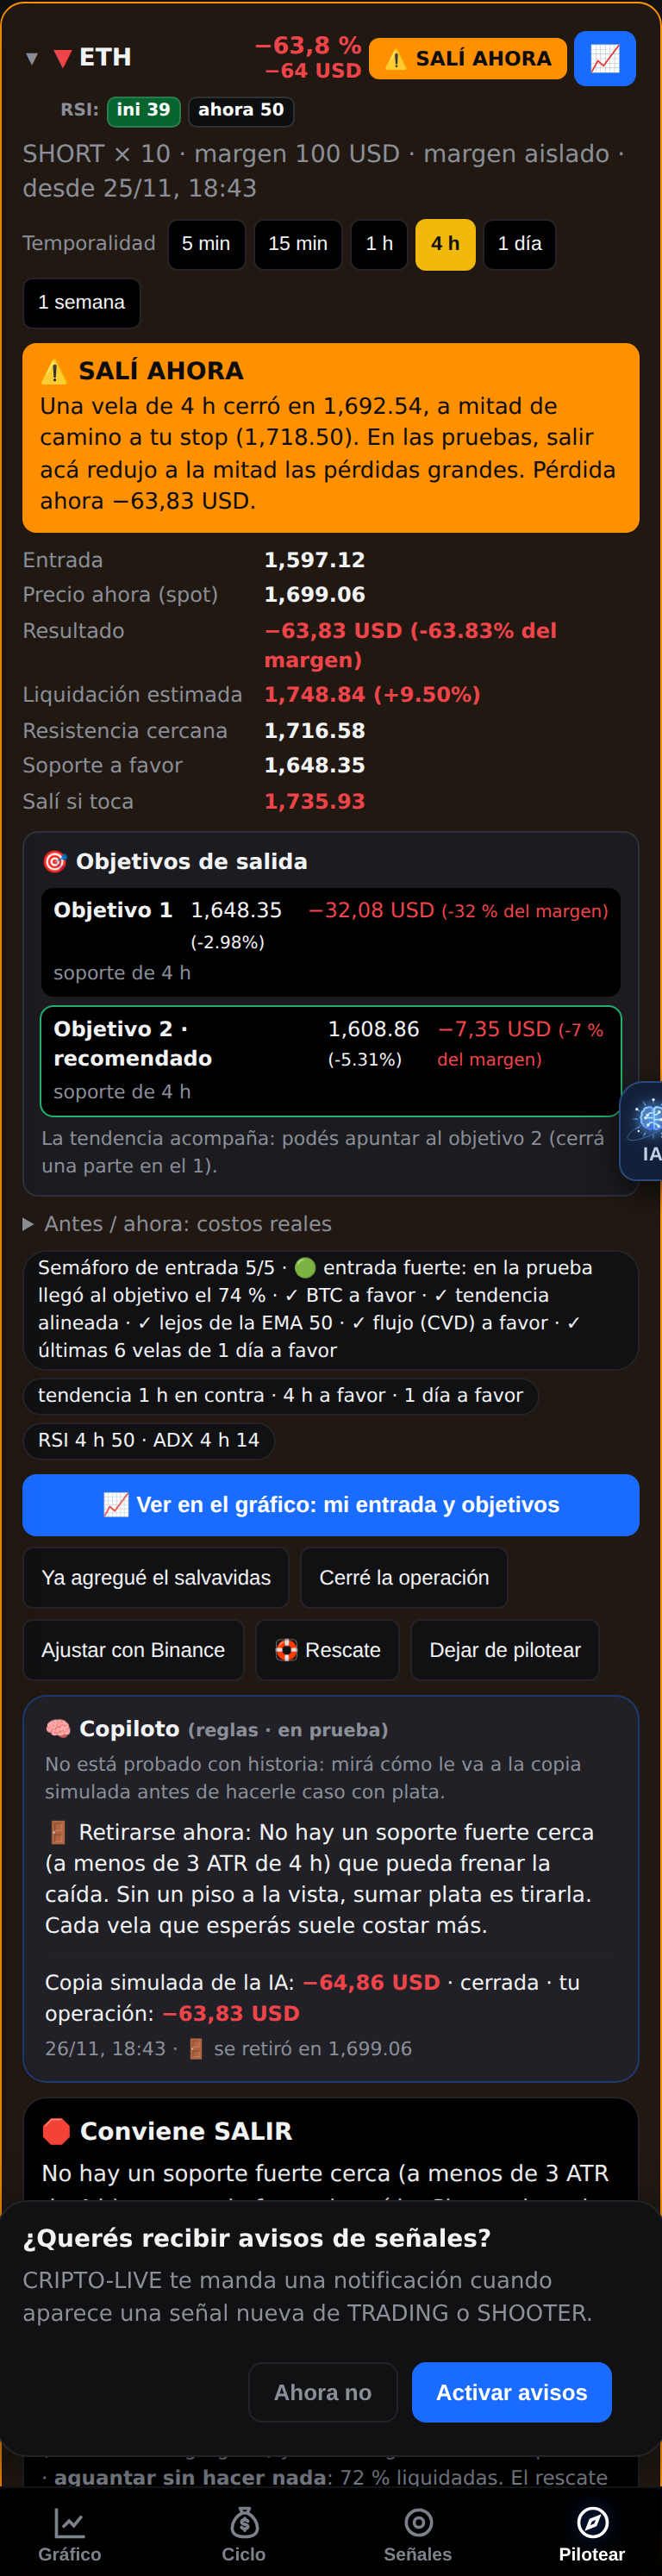 ETH
−63,8 %
−64 USD
⚠️ SALÍ AHORA
RSI: ini 39 ahora 50
SHORT × 10 · margen 100 USD · margen aislado ·
desde 25/11, 18:43
Temporalidad 5 min 15 min 1 h 4 h 1 día
1 semana
⚠️ SALÍ AHORA
Una vela de 4 h cerró en 1,692.54, a mitad de
camino a tu stop (1,718.50). En las pruebas, salir
acá redujo a la mitad las pérdidas grandes. Pérdida
ahora −63,83 USD.
Entrada 1,597.12
Precio ahora (spot) 1,699.06
Resultado −63,83 USD (-63.83% del
margen)
Liquidación estimada 1,748.84 (+9.50%)
Resistencia cercana 1,716.58
Soporte a favor 1,648.35
Salí si toca 1,735.93
🎯 Objetivos de salida
Objetivo 1 1,648.35 −32,08 USD (-32 % del margen)
(-2.98%)
soporte de 4 h
Objetivo 2 · 1,608.86 −7,35 USD (-7 %
recomendado (-5.31%) del margen)
soporte de 4 h
La tendencia acompaña: podés apuntar al objetivo 2 (cerrá
una parte en el 1).
IA
Antes / ahora: costos reales
Semáforo de entrada 5/5 · 🟢 entrada fuerte: en la prueba
llegó al objetivo el 74 % · ✓ BTC a favor · ✓ tendencia
alineada · ✓ lejos de la EMA 50 · ✓ flujo (CVD) a favor · ✓
últimas 6 velas de 1 día a favor
tendencia 1 h en contra · 4 h a favor · 1 día a favor
RSI 4 h 50 · ADX 4 h 14
📈 Ver en el gráfico: mi entrada y objetivos
Ya agregué el salvavidas Cerré la operación
Ajustar con Binance 🛟 Rescate Dejar de pilotear
🧠 Copiloto (reglas · en prueba)
No está probado con historia: mirá cómo le va a la copia
simulada antes de hacerle caso con plata.
🚪 Retirarse ahora: No hay un soporte fuerte cerca
(a menos de 3 ATR de 4 h) que pueda frenar la
caída. Sin un piso a la vista, sumar plata es tirarla.
Cada vela que esperás suele costar más.
Copia simulada de la IA: −64,86 USD · cerrada · tu
operación: −63,83 USD
26/11, 18:43 · 🚪 se retiró en 1,699.06
🛑 Conviene SALIR
No hay un soporte fuerte cerca (a menos de 3 ATR
¿Querés recibir avisos de señales?
CRIPTO-LIVE te manda una notificación cuando
aparece una señal nueva de TRADING o SHOOTER.
Ahora no Activar avisos
· aguantar sin hacer nada: 72 % liquidadas. El rescate
Gráfico Ciclo Señales Pilotear